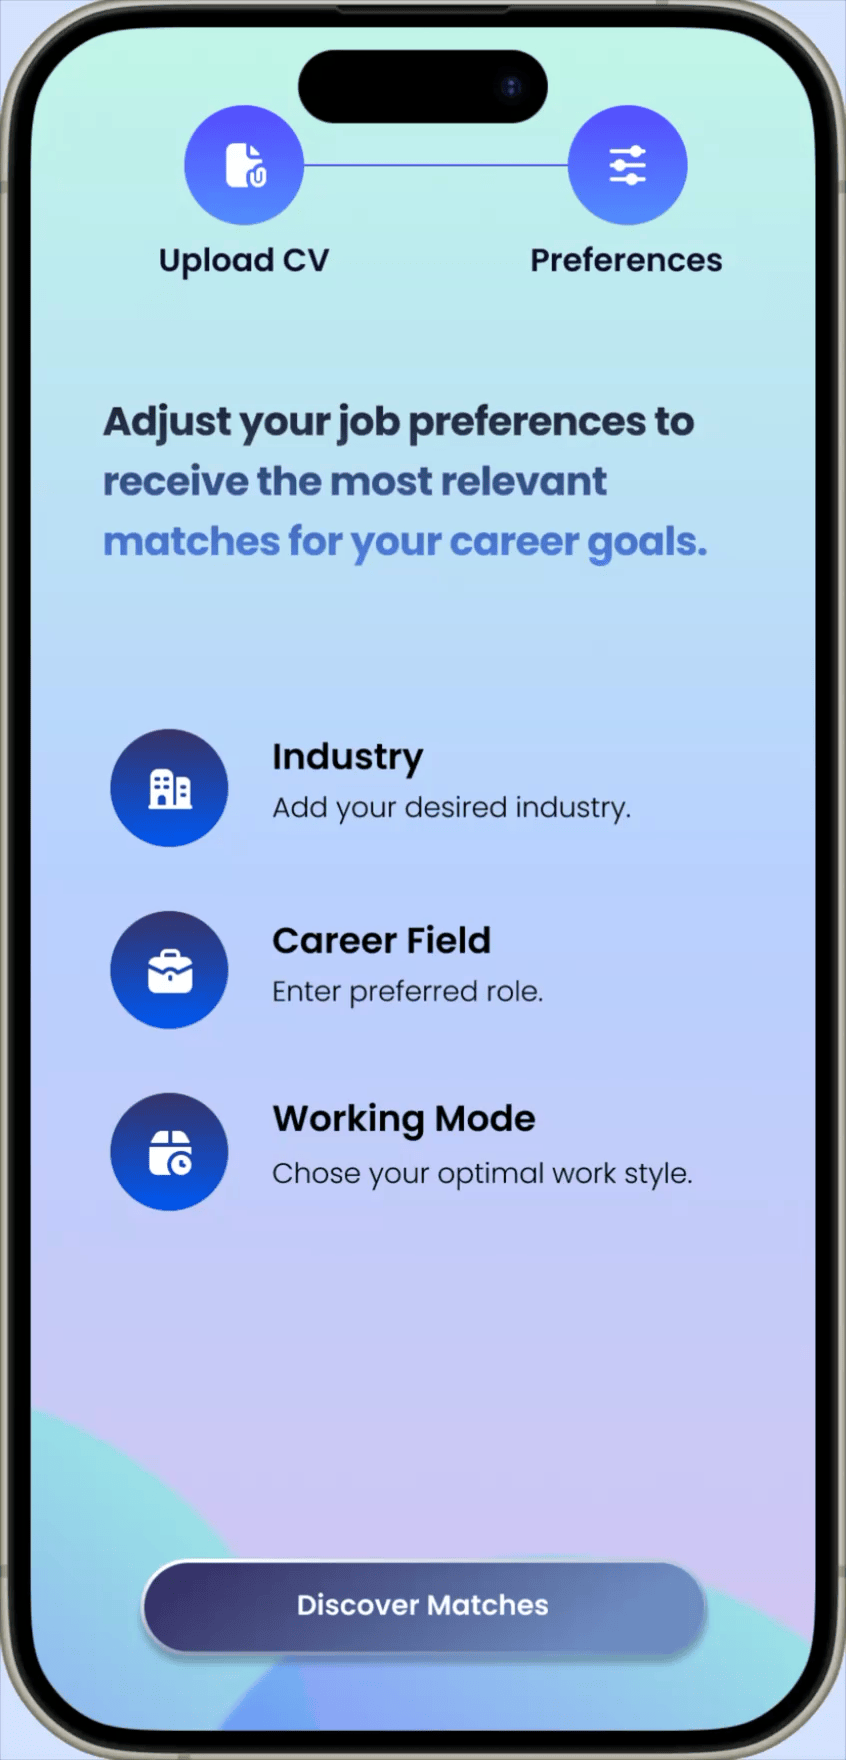 Upload CV
Preferences
Adjust your job preferences to
receive the most relevant
matches for your career goals.
Industry
Add your desired industry.
Career Field
Enter preferred role.
Working Mode
Chose your optimal work style.
Discover Matches